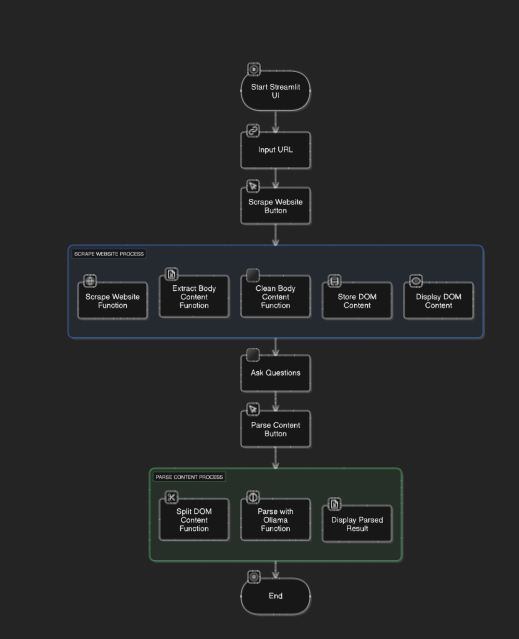 Start Streamlit
UI
Input URL
Scrape Website
Button
SCRAPE WEBSITE PROCESS
Scrape Website
Function
Extract Body
Content
Function
Clean Body
Content
Function
Store DOM
Content
Display DOM
Content
Ask Questions
Parse Content
Button
PARSE CONTENT PROCESS
Split DOM
Content
Function
Parse with
Ollama
Function
Display Parsed
Result
End